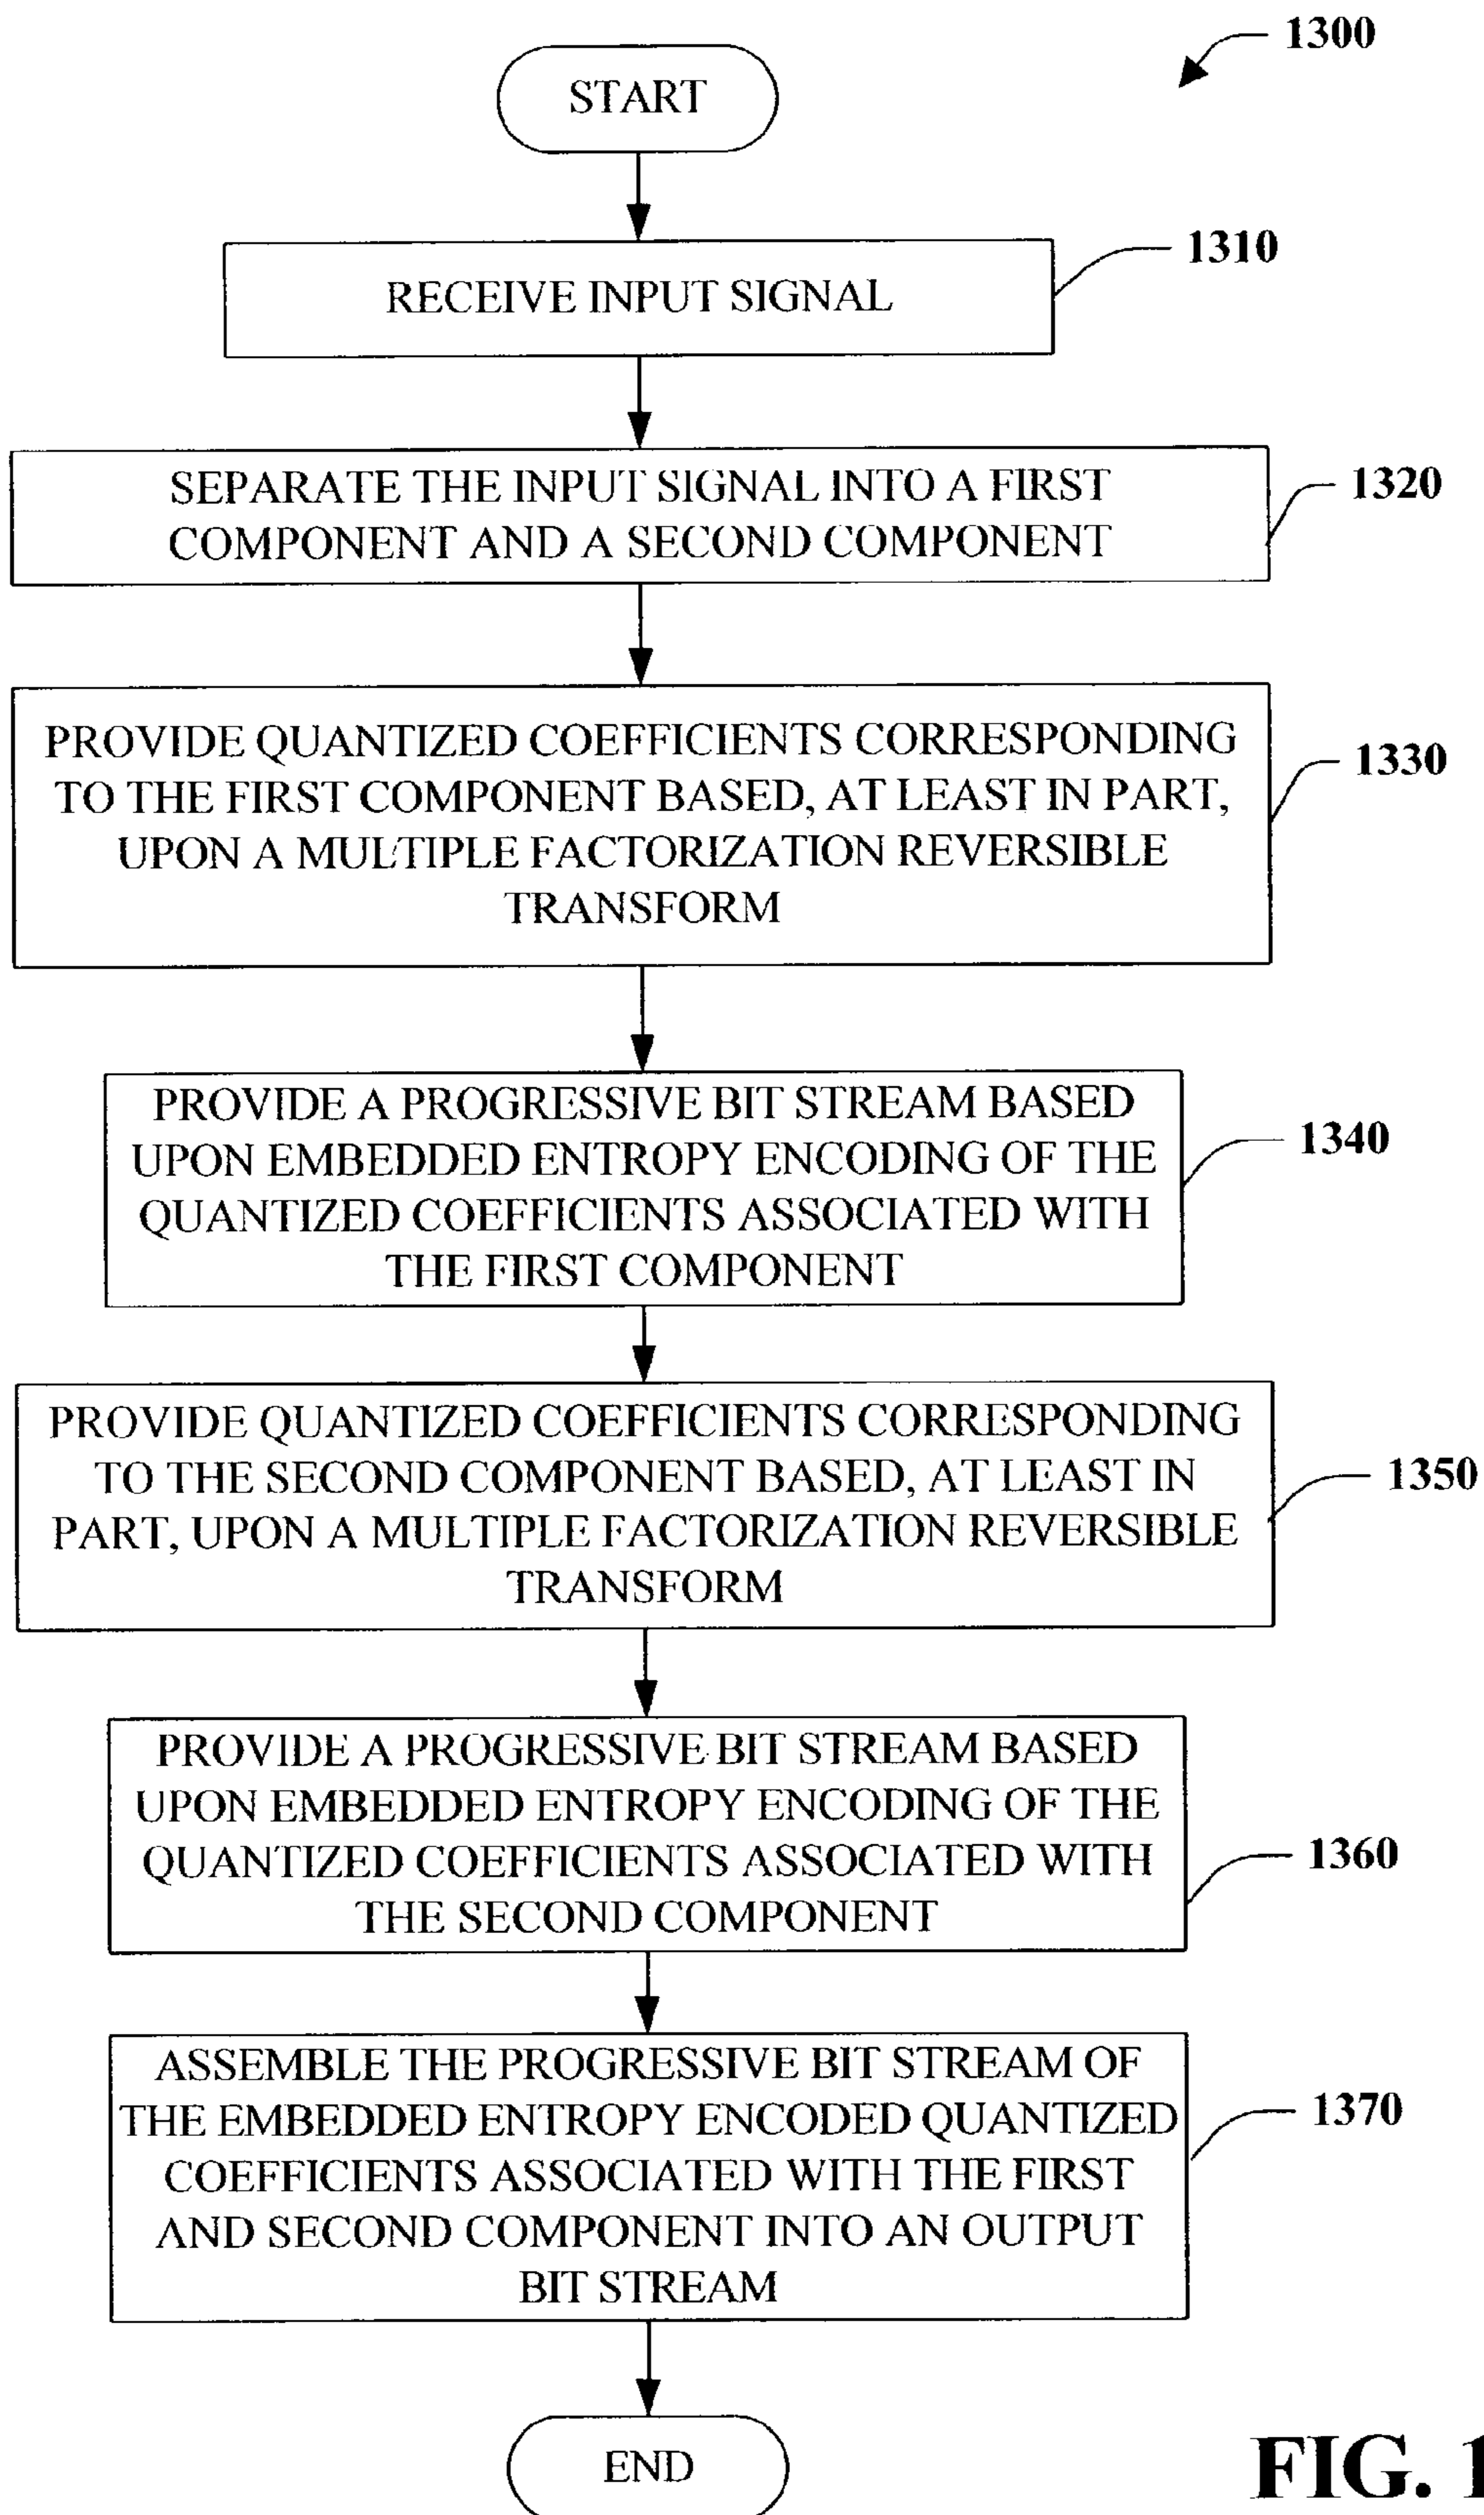 1300
START
RECEIVE INPUT SIGNAL
1310
SEPARATE THE INPUT SIGNAL INTO A FIRST
COMPONENT AND A SECOND COMPONENT
1320
PROVIDE QUANTIZED COEFFICIENTS CORRESPONDING
TO THE FIRST COMPONENT BASED, AT LEAST IN PART,
UPON A MULTIPLE FACTORIZATION REVERSIBLE
TRANSFORM
1330
PROVIDE A PROGRESSIVE BIT STREAM BASED
UPON EMBEDDED ENTROPY ENCODING OF THE
QUANTIZED COEFFICIENTS ASSOCIATED WITH
THE FIRST COMPONENT
1340
PROVIDE QUANTIZED COEFFICIENTS CORRESPONDING
TO THE SECOND COMPONENT BASED, AT LEAST IN
PART, UPON A MULTIPLE FACTORIZATION REVERSIBLE
TRANSFORM
1350
PROVIDE A PROGRESSIVE BIT STREAM BASED
UPON EMBEDDED ENTROPY ENCODING OF THE
QUANTIZED COEFFICIENTS ASSOCIATED WITH
THE SECOND COMPONENT
1360
ASSEMBLE THE PROGRESSIVE BIT STREAM OF
THE EMBEDDED ENTROPY ENCODED QUANTIZED
COEFFICIENTS ASSOCIATED WITH THE FIRST
AND SECOND COMPONENT INTO AN OUTPUT
BIT STREAM
1370
END
FIG. 1